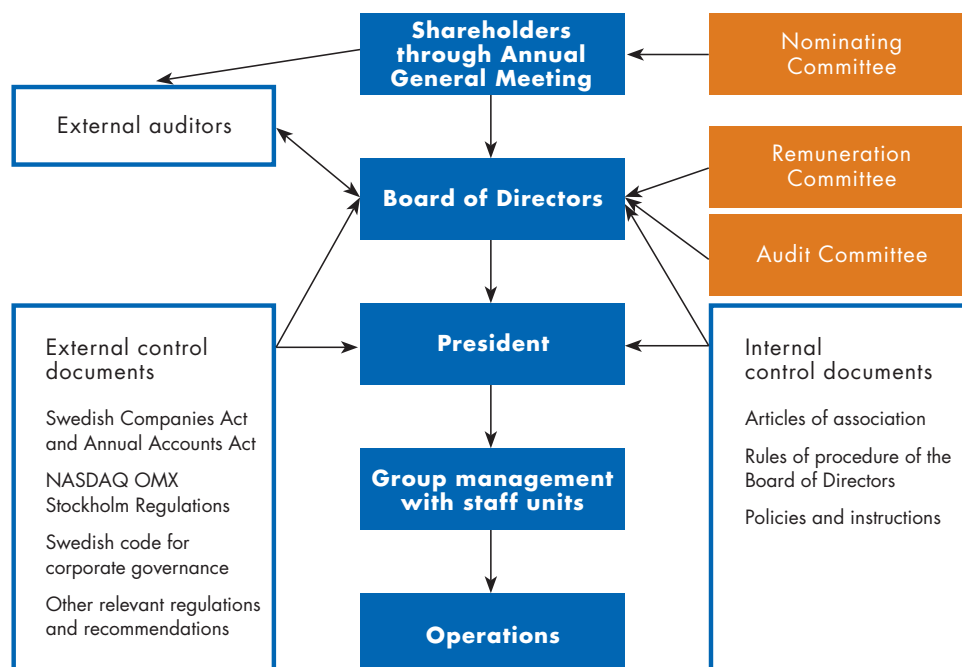 Shareholders
through Annual
General Meeting
Nominating
Committee
External auditors
Board of Directors
Remuneration
Committee
Audit Committee
External control
documents
Swedish Companies Act
and Annual Accounts Act
NASDAQ OMX
Stockholm Regulations
Swedish code for
corporate governance
Other relevant regulations
and recommendations
President
Group management
with staff units
Operations
Internal
control documents
Articles of association
Rules of procedure of the
Board of Directors
Policies and instructions